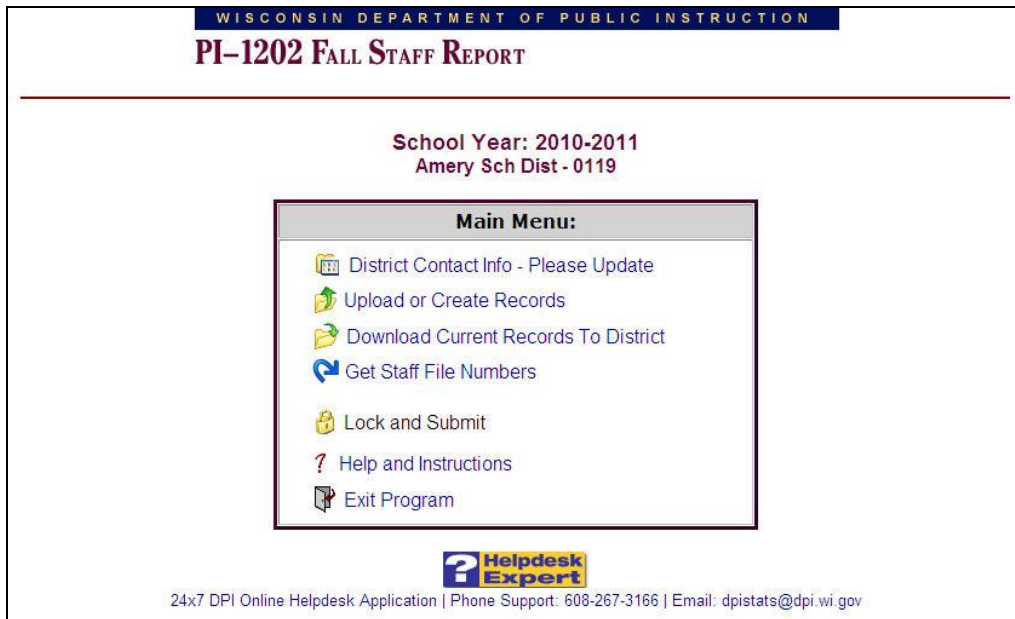 WISCONSIN DEPARTMENT OF PUBLIC INSTRUCTION
PI–1202 FALL STAFF REPORT
School Year: 2010-2011
Amery Sch Dist - 0119
Main Menu:
District Contact Info - Please Update
Upload or Create Records
Download Current Records To District
Get Staff File Numbers
Lock and Submit
? Help and Instructions
Exit Program
? Helpdesk
Expert
24x7 DPI Online Helpdesk Application | Phone Support: 608-267-3166 | Email: dpistats@dpi.wi.gov